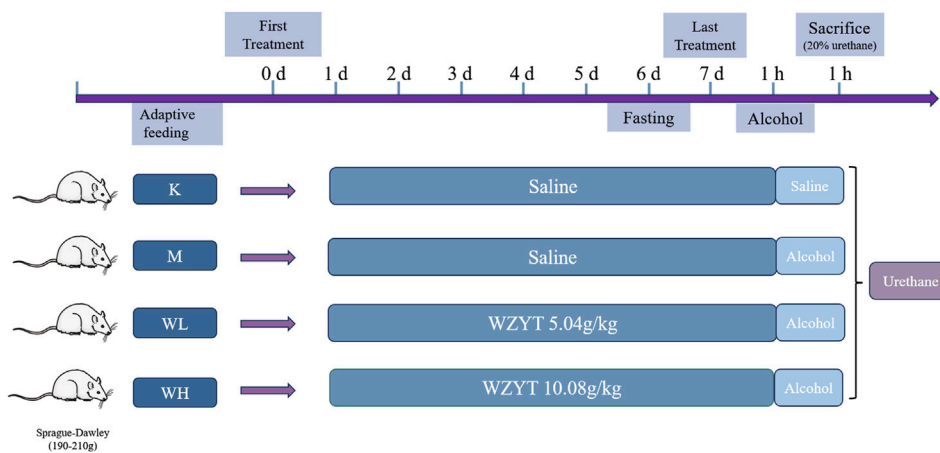 First
Treatment
Last
Treatment
Sacrifice
(20% urethane)
0 d
1 d
2 d
3 d
4 d
5 d
6 d
7 d
1 h
1 h
Adaptive
feeding
Fasting
Alcohol
K
Saline
Saline
M
Saline
Alcohol
Urethane
WL
WZYT 5.04g/kg
Alcohol
WH
WZYT 10.08g/kg
Alcohol
Sprague-Dawley
(190-210g)